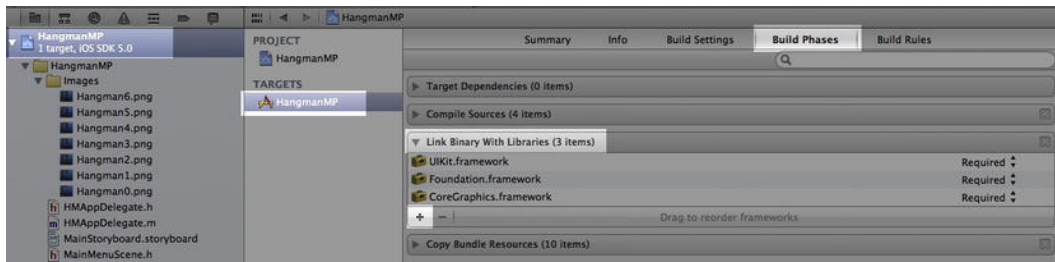 HangmanMP
HangmanMP
1 target, iOS SDK 5.0
HangmanMP
Images
Hangman6.png
Hangman5.png
Hangman4.png
Hangman3.png
Hangman2.png
Hangman1.png
Hangman0.png
HMAppDelegate.h
HMAppDelegate.m
MainStoryboard.storyboard
MainMenuScene.h
PROJECT
HangmanMP
TARGETS
HangmanMP
Summary Info Build Settings Build Phases Build Rules
Target Dependencies (0 items)
Compile Sources (4 items)
Link Binary With Libraries (3 items)
UIKit.framework Required
Foundation.framework Required
CoreGraphics.framework Required
+ − Drag to reorder frameworks
Copy Bundle Resources (10 items)